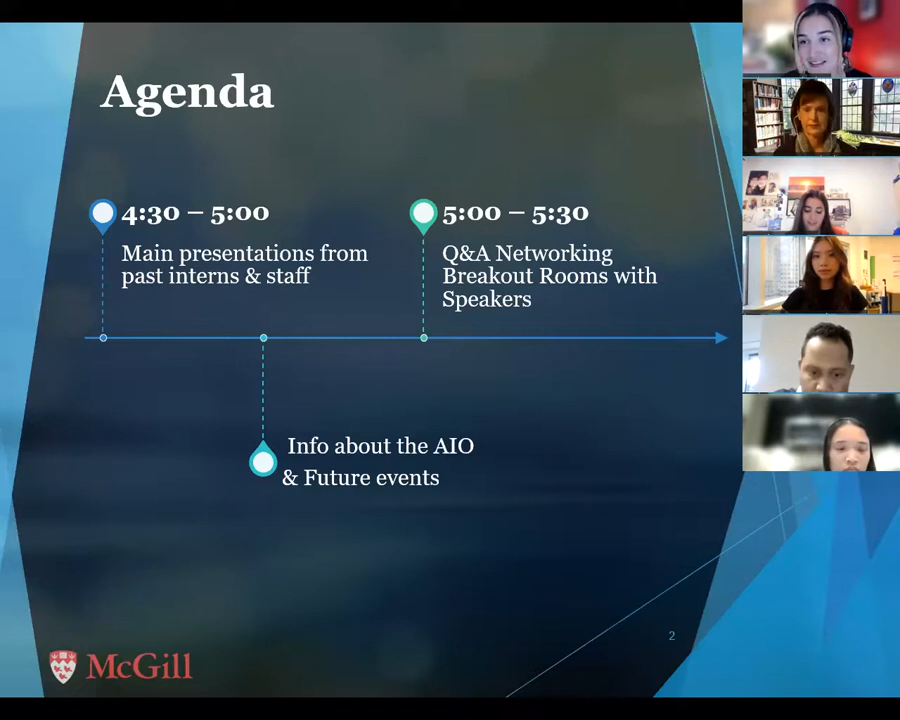 Agenda
4:30 – 5:00
Main presentations from
past interns & staff
5:00 – 5:30
Q&A Networking
Breakout Rooms with
Speakers
Info about the AIO
& Future events
2
McGill